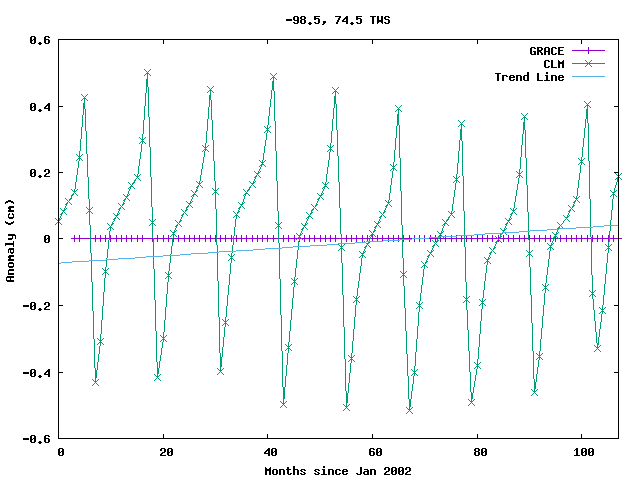 -98.5, 74.5 TWS
GRACE
CLM
Trend Line
0.6
0.4
0.2
0
-0.2
-0.4
-0.6
Anomaly (cm)
0 20 40 60 80 100
Months since Jan 2002